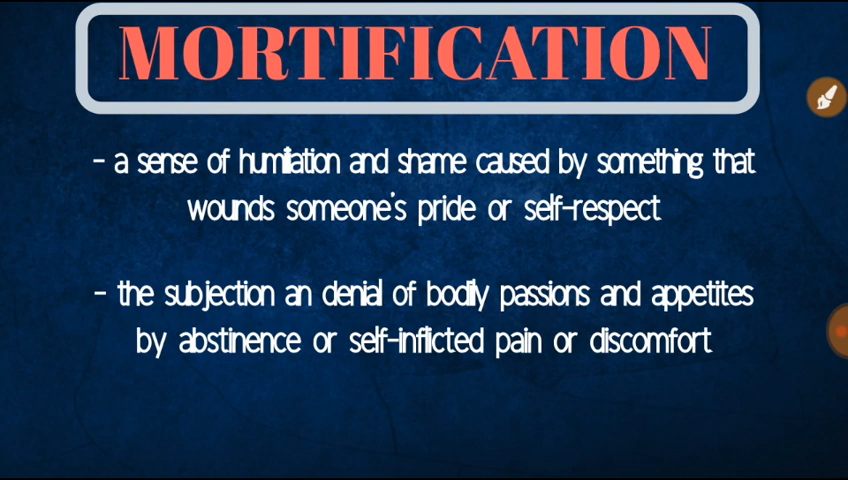 MORTIFICATION
- a sense of humiliation and shame caused by something that
wounds someone's pride or self-respect
- the subjection an denial of bodily passions and appetites
by abstinence or self-inflicted pain or discomfort